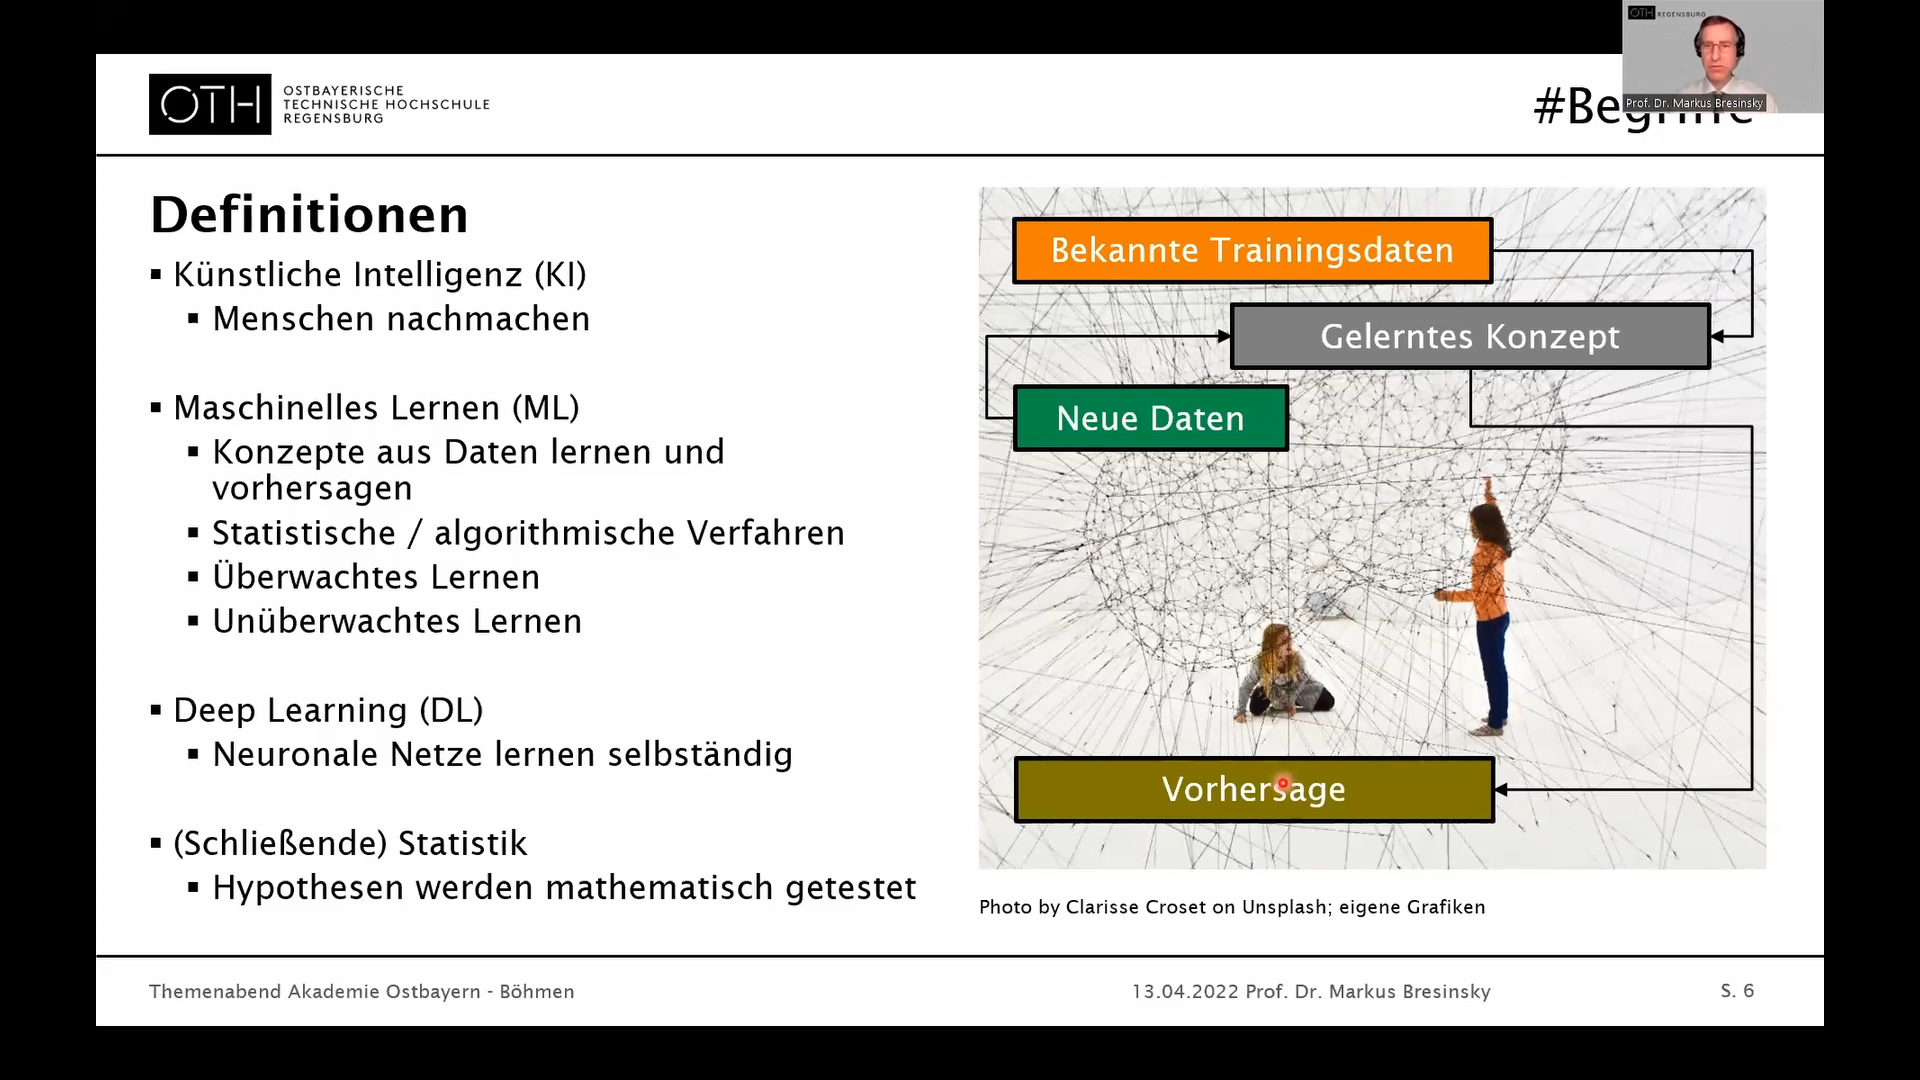 OTH REGENSBURG
Prof. Dr. Markus Bresinsky
OTH
OSTBAYERISCHE
TECHNISCHE HOCHSCHULE
REGENSBURG
Definitionen
▪ Künstliche Intelligenz (KI)
▪ Menschen nachmachen
▪ Maschinelles Lernen (ML)
▪ Konzepte aus Daten lernen und
vorhersagen
▪ Statistische / algorithmische Verfahren
▪ Überwachtes Lernen
▪ Unüberwachtes Lernen
▪ Deep Learning (DL)
▪ Neuronale Netze lernen selbständig
▪ (Schließende) Statistik
▪ Hypothesen werden mathematisch getestet
Bekannte Trainingsdaten
Gelerntes Konzept
Neue Daten
Vorhersage
Photo by Clarisse Croset on Unsplash; eigene Grafiken
Themenabend Akademie Ostbayern - Böhmen
13.04.2022 Prof. Dr. Markus Bresinsky
S. 6